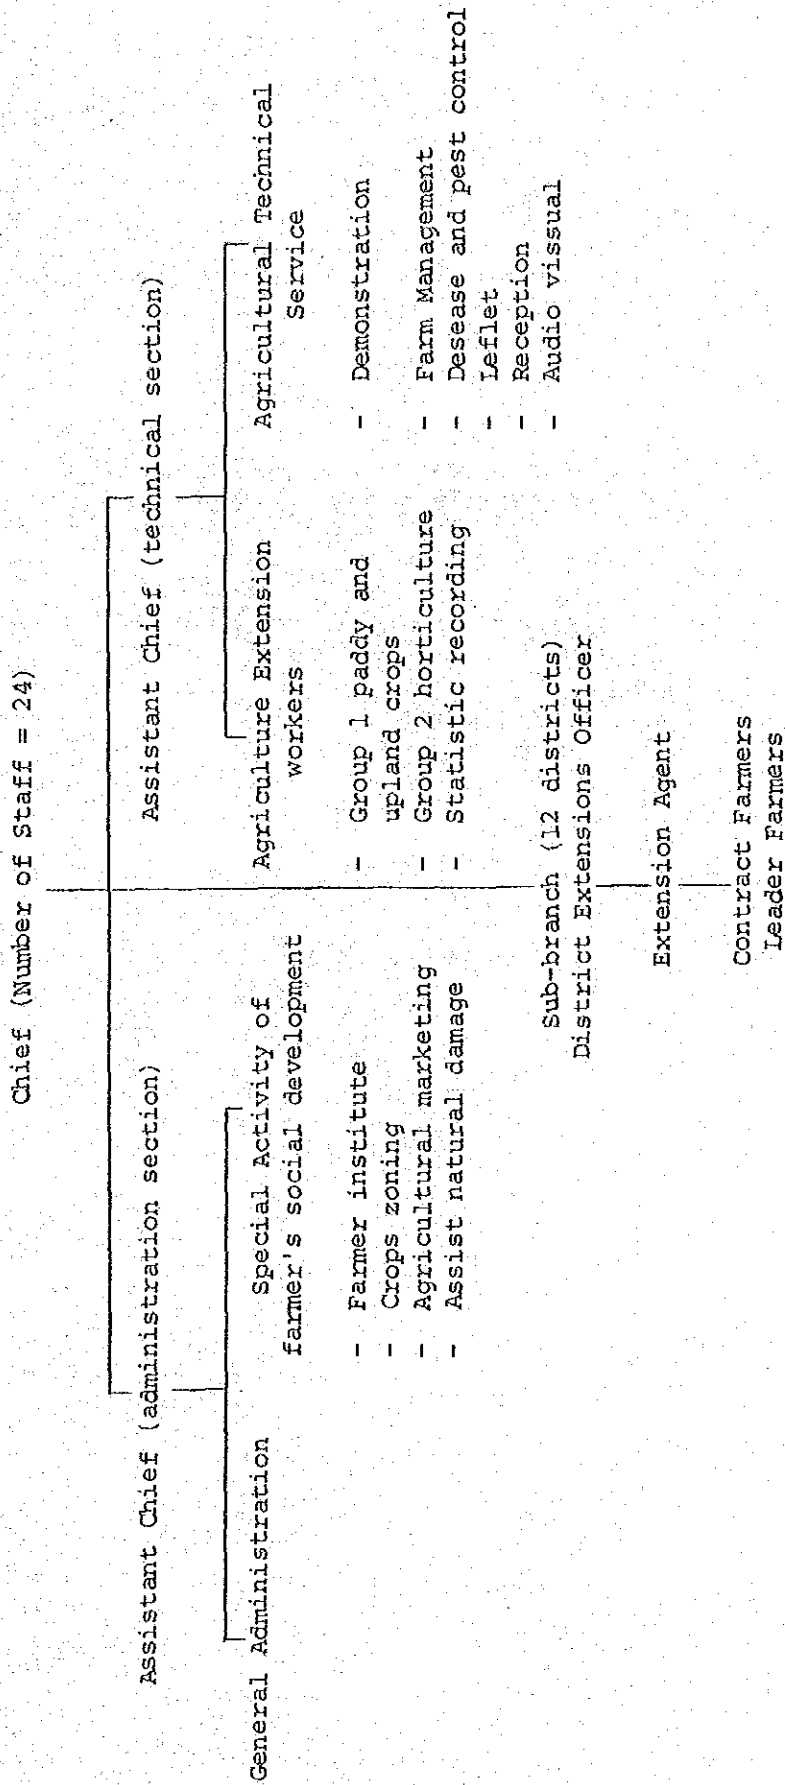 Chief (Number of Staff = 24)
Assistant Chief (administration section)
Assistant Chief (technical section)
General Administration
Special Activity of
farmer's social development
- Farmer institute
- Crops zoning
- Agricultural marketing
- Assist natural damage
Agriculture Extension
workers
- Group 1 paddy and
upland crops
- Group 2 horticulture
- Statistic recording
Agricultural Technical
Service
- Demonstration
- Farm Management
- Desease and pest control
- Leflet
- Reception
- Audio vissual
Sub-branch (12 districts)
District Extensions Officer
Extension Agent
Contract Farmers
Leader Farmers